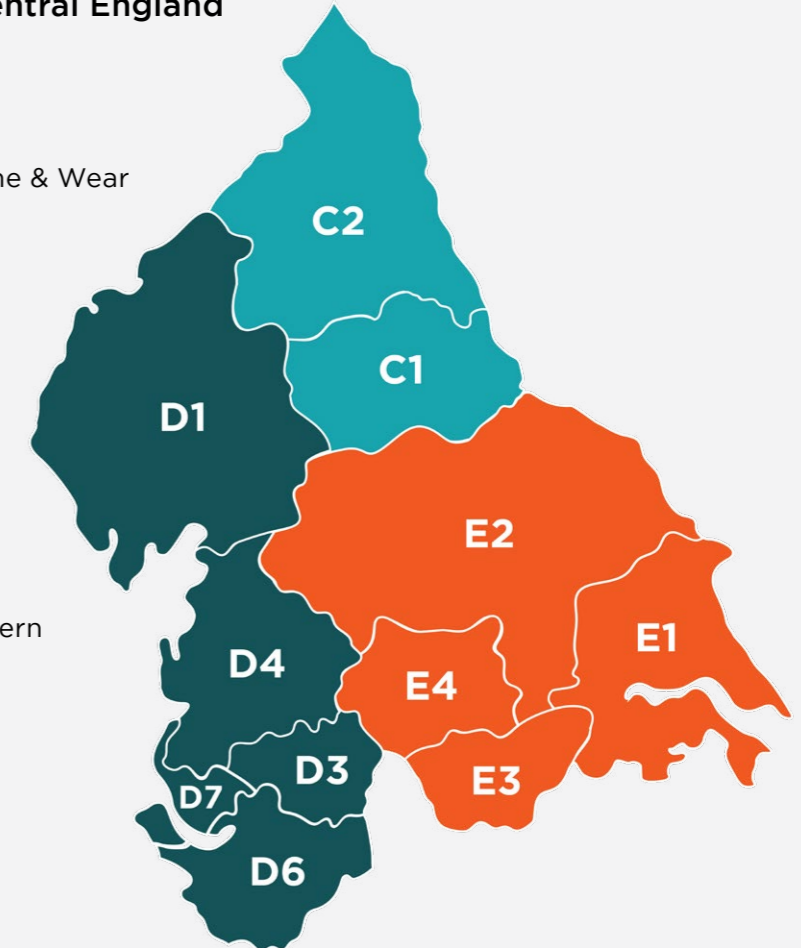 entral England
ne & Wear
ern
C2
C1
D1
E2
E1
D4
E4
D3
E3
D7
D6